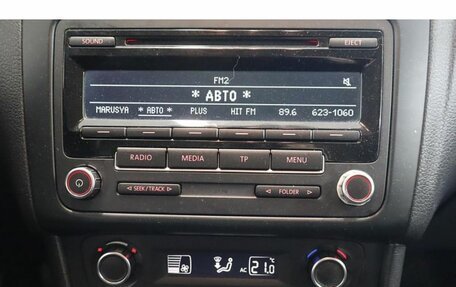 SOUND EJECT
FM2
* АВТО *
MARUSYA * АВТО * PLUS HIT FM 89.6 623-1060
RADIO MEDIA TP MENU
◁ SEEK/TRACK ▷ ◁ FOLDER ▷
AC 21.0 °C